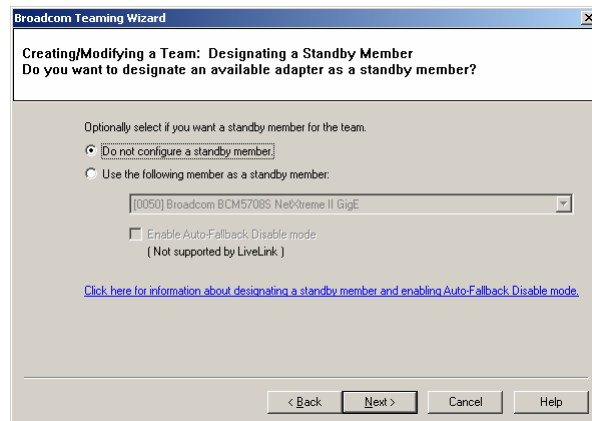 Broadcom Teaming Wizard
Creating/Modifying a Team: Designating a Standby Member
Do you want to designate an available adapter as a standby member?
Optionally select if you want a standby member for the team.
Do not configure a standby member.
Use the following member as a standby member:
[0050] Broadcom BCM5708S NetXtreme II GigE
Enable Auto-Fallback Disable mode
( Not supported by LiveLink )
Click here for information about designating a standby member and enabling Auto-Fallback Disable mode.
< Back Next > Cancel Help